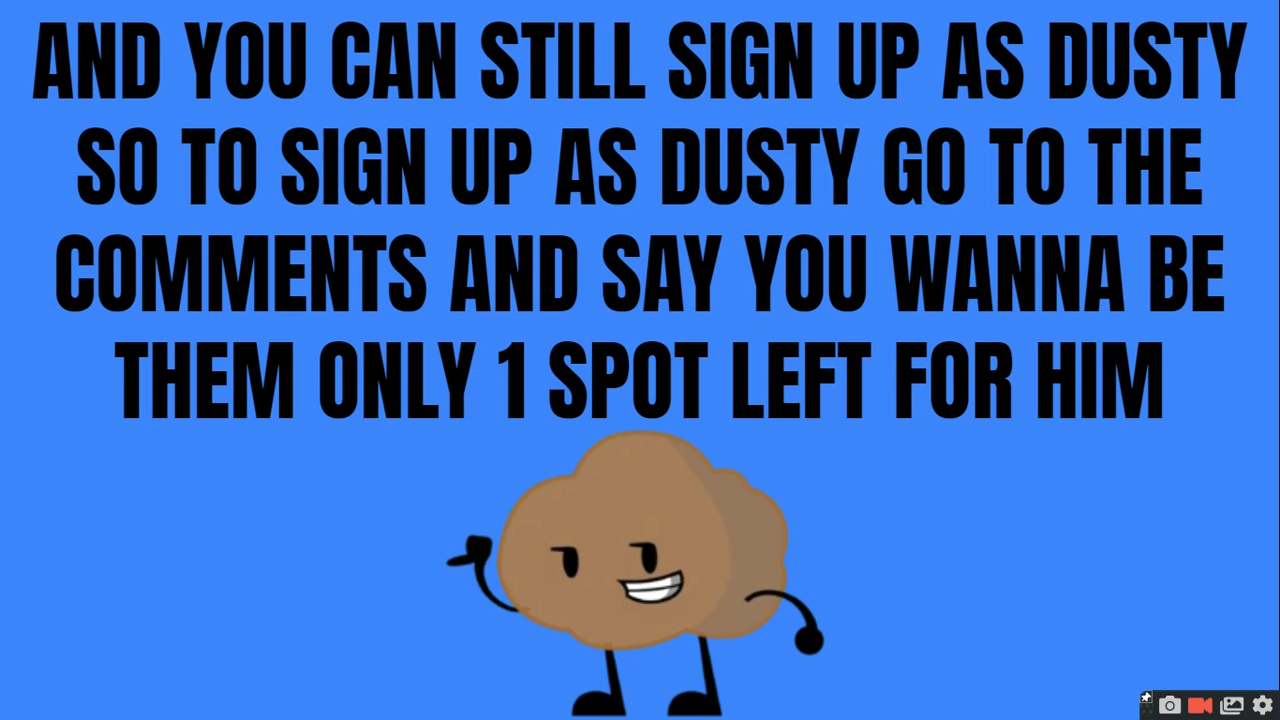 AND YOU CAN STILL SIGN UP AS DUSTY
SO TO SIGN UP AS DUSTY GO TO THE
COMMENTS AND SAY YOU WANNA BE
THEM ONLY 1 SPOT LEFT FOR HIM